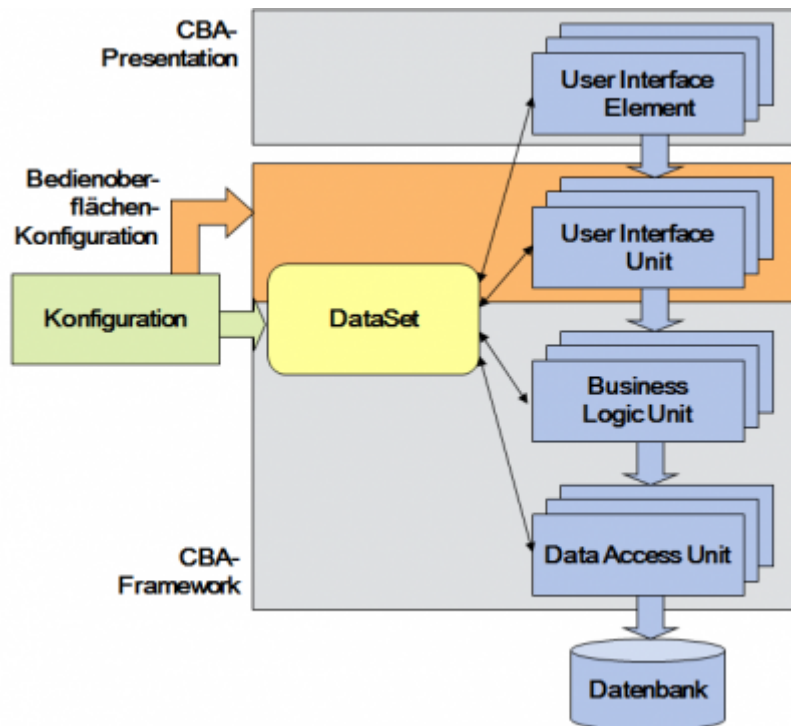 CBA-
Presentation
User Interface
Element
Bedienober-
flächen-
Konfiguration
User Interface
Unit
Konfiguration
DataSet
Business
Logic Unit
Data Access Unit
CBA-
Framework
Datenbank